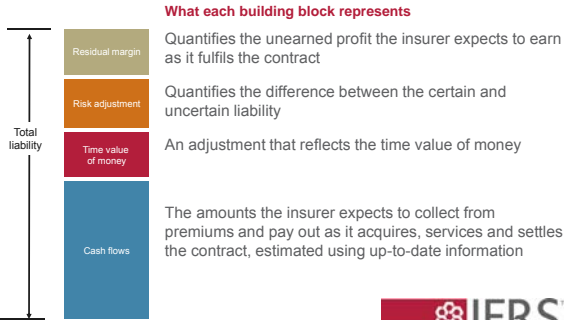 What each building block represents
Residual margin
Quantifies the unearned profit the insurer expects to earn
as it fulfils the contract
Risk adjustment
Quantifies the difference between the certain and
uncertain liability
Total
liability
Time value
of money
An adjustment that reflects the time value of money
Cash flows
The amounts the insurer expects to collect from
premiums and pay out as it acquires, services and settles
the contract, estimated using up-to-date information
IFRS